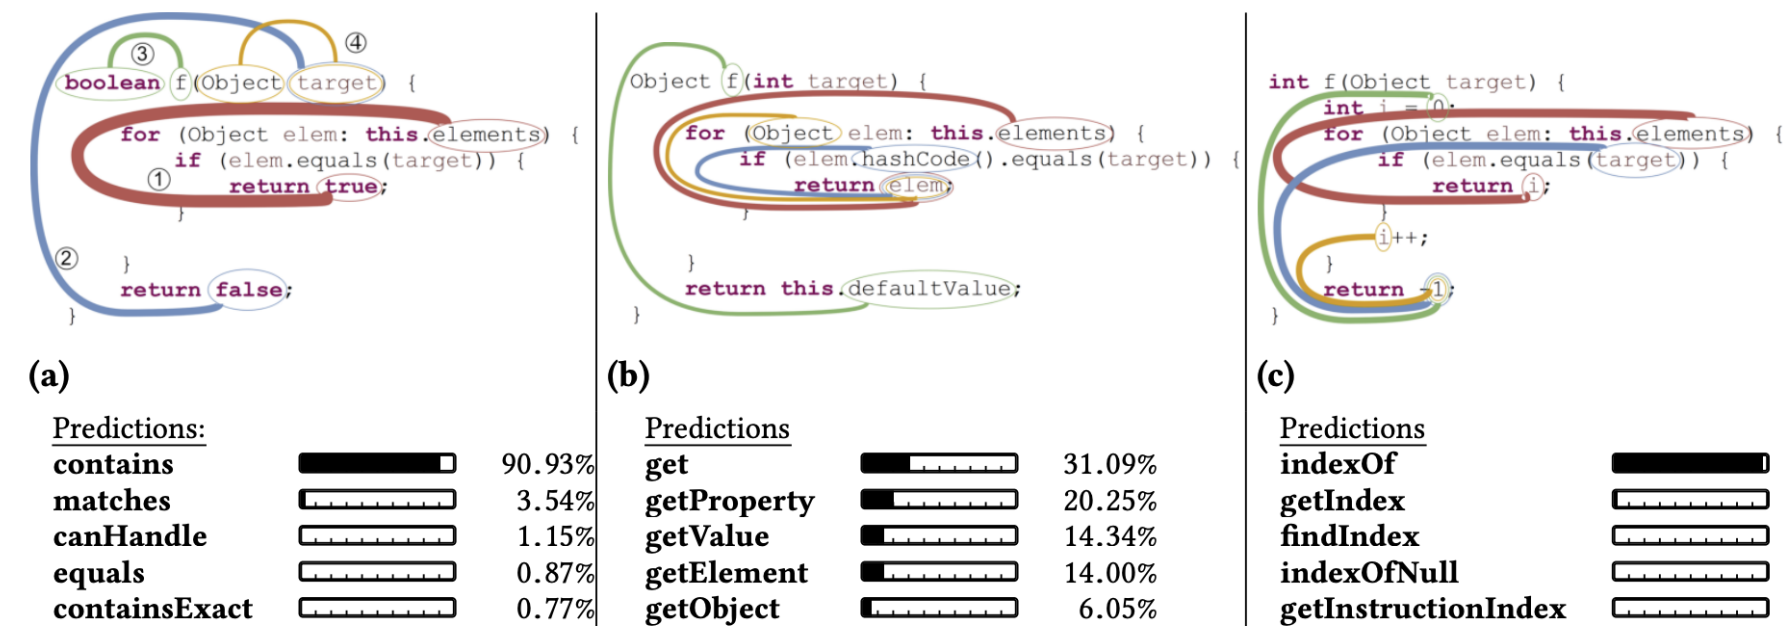 ③
④
boolean f(Object target) {
for (Object elem: this.elements) {
if (elem.equals(target)) {
①
return true;
}
②
}
return false;
}
(a)
Predictions:
contains 90.93%
matches 3.54%
canHandle 1.15%
equals 0.87%
containsExact 0.77%
Object f(int target) {
for (Object elem: this.elements) {
if (elem.hashCode().equals(target)) {
return elem;
}
}
return this.defaultValue;
}
(b)
Predictions
get 31.09%
getProperty 20.25%
getValue 14.34%
getElement 14.00%
getObject 6.05%
int f(Object target) {
int i = 0;
for (Object elem: this.elements) {
if (elem.equals(target)) {
return i;
}
i++;
}
return -1;
}
(c)
Predictions
indexOf
getIndex
findIndex
indexOfNull
getInstructionIndex